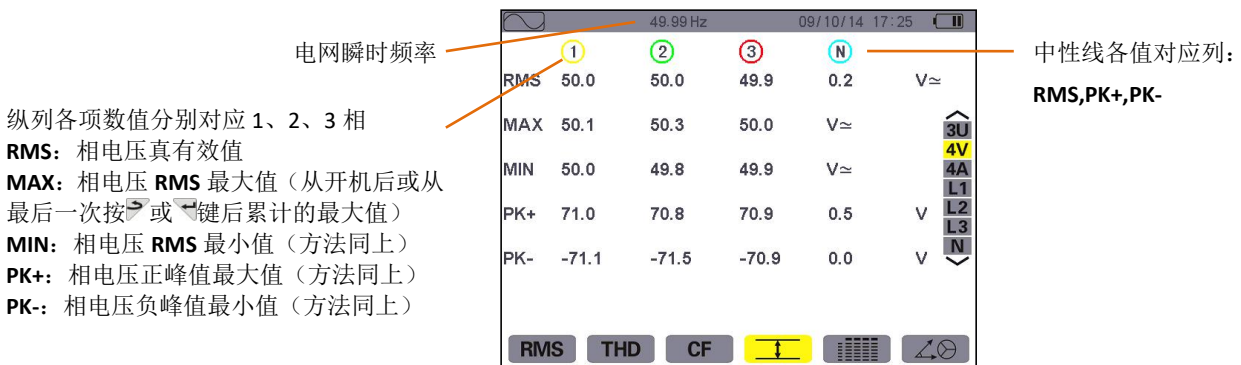 49.99 Hz 09/10/14 17:25
电网瞬时频率
1 2 3 N
中性线各值对应列：
RMS,PK+,PK-
RMS 50.0 50.0 49.9 0.2 V≃
纵列各项数值分别对应 1、2、3 相
RMS：相电压真有效值
MAX：相电压 RMS 最大值（从开机后或从
最后一次按或键后累计的最大值）
MIN：相电压 RMS 最小值（方法同上）
PK+：相电压正峰值最大值（方法同上）
PK-：相电压负峰值最小值（方法同上）
MAX 50.1 50.3 50.0 V≃
MIN 50.0 49.8 49.9 V≃
PK+ 71.0 70.8 70.9 0.5 V
PK- -71.1 -71.5 -70.9 0.0 V
3U
4V
4A
L1
L2
L3
N
RMS THD CF